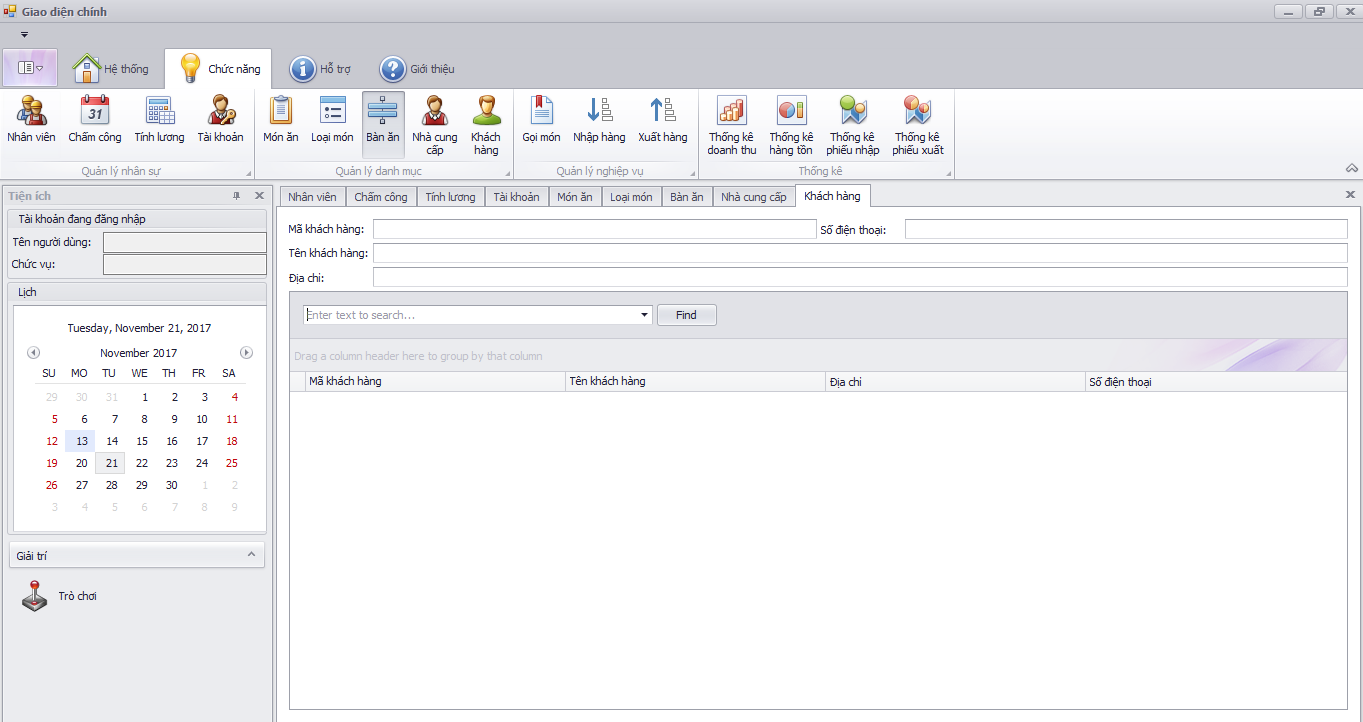 Giao diện chính
Hệ thống
Chức năng
Hỗ trợ
Giới thiệu
Nhân viên
Chấm công
31
Tính lương
Tài khoản
Quản lý nhân sự
Món ăn
Loại món
Bàn ăn
Nhà cung
cấp
Khách
hàng
Quản lý danh mục
Gọi món
Nhập hàng
Xuất hàng
Quản lý nghiệp vụ
Thống kê
doanh thu
Thống kê
hàng tồn
Thống kê
phiếu nhập
Thống kê
phiếu xuất
Thống kê
Tiện ích
Tài khoản đang đăng nhập
Tên người dùng:
Chức vụ:
Lịch
Tuesday, November 21, 2017
November 2017
SU MO TU WE TH FR SA
29 30 31 1 2 3 4
5 6 7 8 9 10 11
12 13 14 15 16 17 18
19 20 21 22 23 24 25
26 27 28 29 30 1 2
3 4 5 6 7 8 9
Giải trí
Trò chơi
Nhân viên
Chấm công
Tính lương
Tài khoản
Món ăn
Loại món
Bàn ăn
Nhà cung cấp
Khách hàng
Mã khách hàng:
Số điện thoại:
Tên khách hàng:
Địa chỉ:
Enter text to search...
Find
Drag a column header here to group by that column
Mã khách hàng
Tên khách hàng
Địa chỉ
Số điện thoại